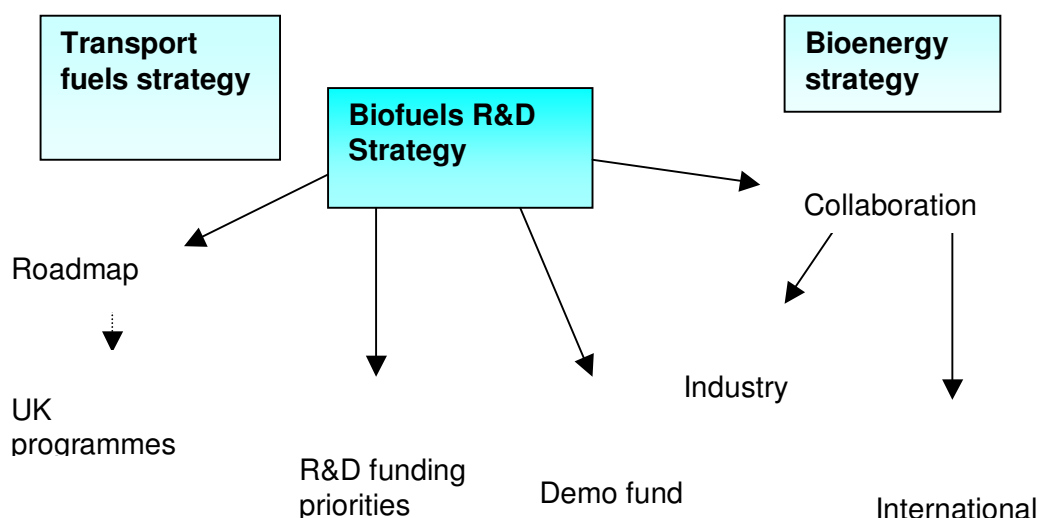 Transport
fuels strategy
Bioenergy
strategy
Biofuels R&D
Strategy
Collaboration
Roadmap
Industry
UK
programmes
R&D funding
priorities
Demo fund
International